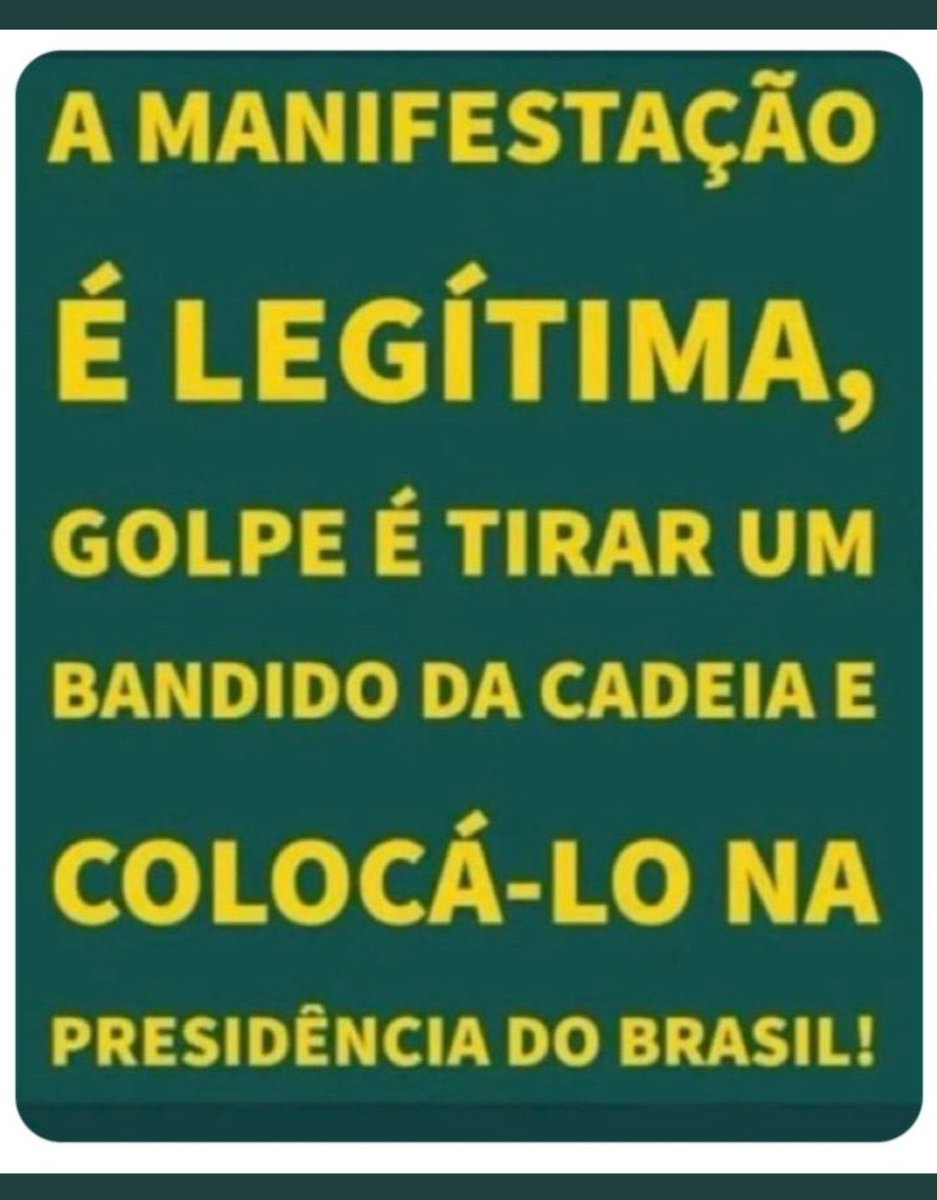 A MANIFESTAÇÃO
É LEGÍTIMA,
GOLPE É TIRAR UM
BANDIDO DA CADEIA E
COLOCÁ-LO NA
PRESIDÊNCIA DO BRASIL!